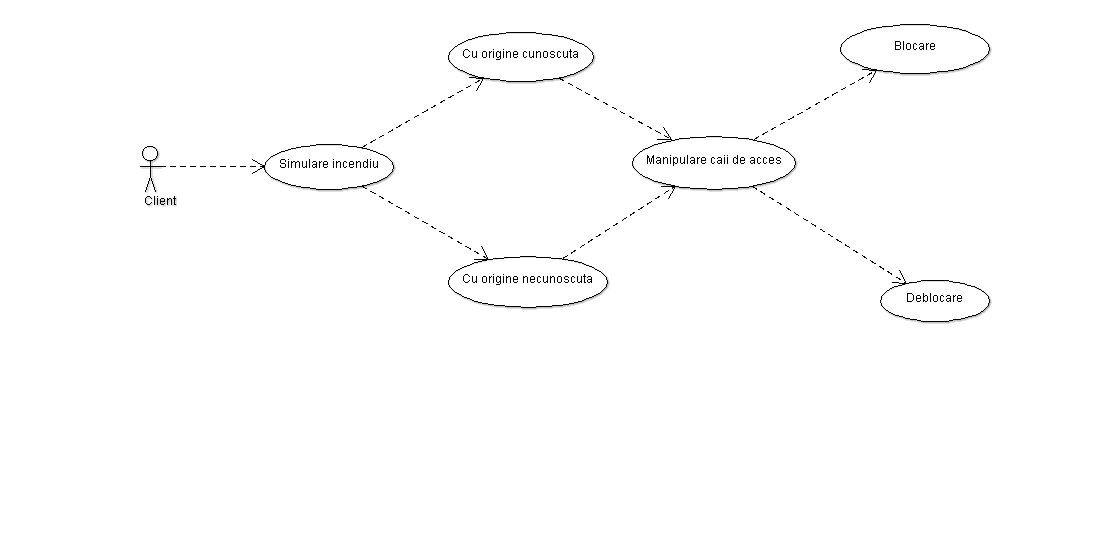 Cu origine cunoscuta
Blocare
Simulare incendiu
Manipulare caii de acces
Client
Cu origine necunoscuta
Deblocare